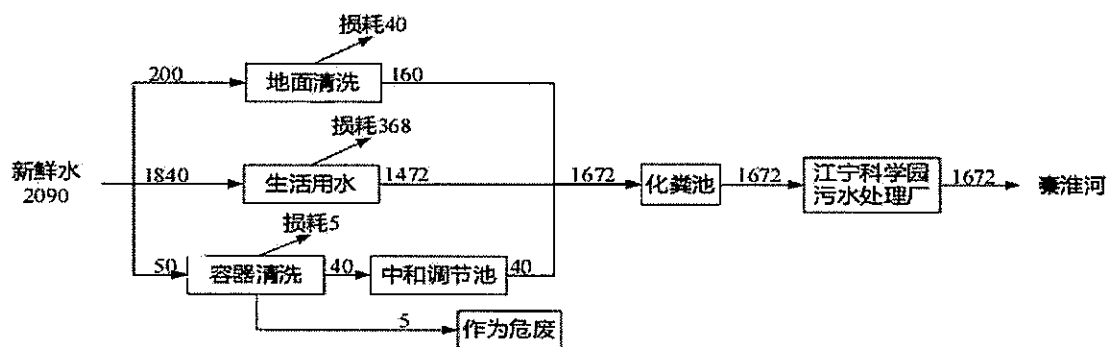 损耗40
200
地面清洗
160
损耗368
新鲜水
2090
1840
生活用水
1472
1672
化粪池
1672
江宁科学园
污水处理厂
1672
秦淮河
损耗5
50
容器清洗
40
中和调节池
40
5
作为危废